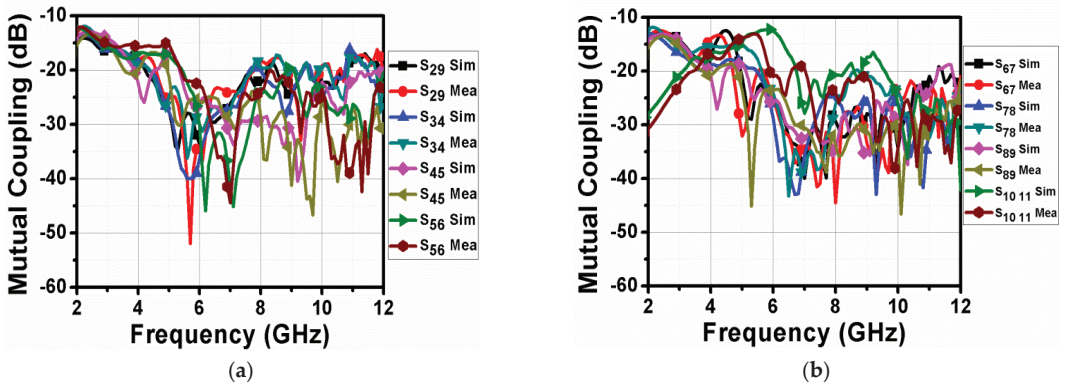 -10
-20
-30
-40
-50
-60
Mutual Coupling (dB)
2 4 6 8 10 12
Frequency (GHz)
S29 Sim
S29 Mea
S34 Sim
S34 Mea
S45 Sim
S45 Mea
S56 Sim
S56 Mea
(a)
-10
-20
-30
-40
-50
-60
Mutual Coupling (dB)
2 4 6 8 10 12
Frequency (GHz)
S67 Sim
S67 Mea
S78 Sim
S78 Mea
S89 Sim
S89 Mea
S10 11 Sim
S10 11 Mea
(b)